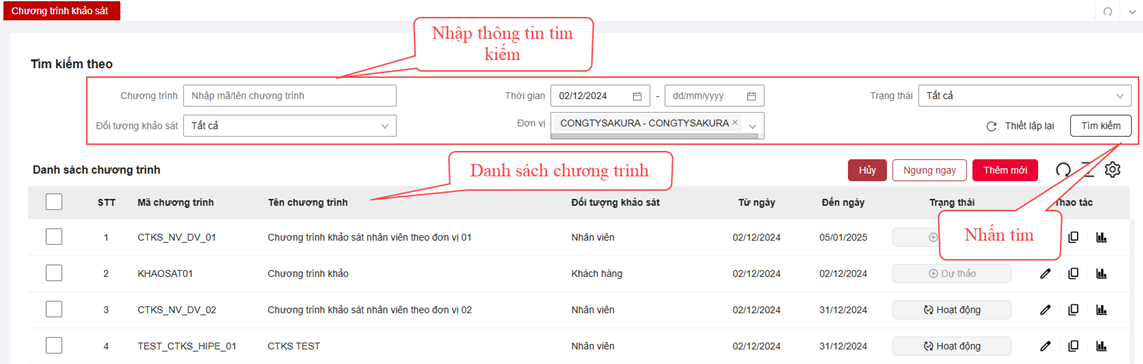 Chương trình khảo sát
Nhập thông tin tìm
kiếm
Tìm kiếm theo
Chương trình Nhập mã/tên chương trình Thời gian 02/12/2024 - dd/mm/yyyy Trạng thái Tất cả
Đối tượng khảo sát Tất cả Đơn vị CONGTYSAKURA - CONGTYSAKURA × Thiết lập lại Tìm kiếm
Danh sách chương trình Danh sách chương trình Hủy Ngưng ngay Thêm mới
STT Mã chương trình Tên chương trình Đối tượng khảo sát Từ ngày Đến ngày Trạng thái Thao tác
Nhấn tìm
1 CTKS_NV_DV_01 Chương trình khảo sát nhân viên theo đơn vị 01 Nhân viên 02/12/2024 05/01/2025
2 KHAOSAT01 Chương trình khảo Khách hàng 02/12/2024 02/12/2024 Dự thảo
3 CTKS_NV_DV_02 Chương trình khảo sát nhân viên theo đơn vị 02 Nhân viên 02/12/2024 31/12/2024 Hoạt động
4 TEST_CTKS_HIPE_01 CTKS TEST Nhân viên 02/12/2024 31/12/2024 Hoạt động